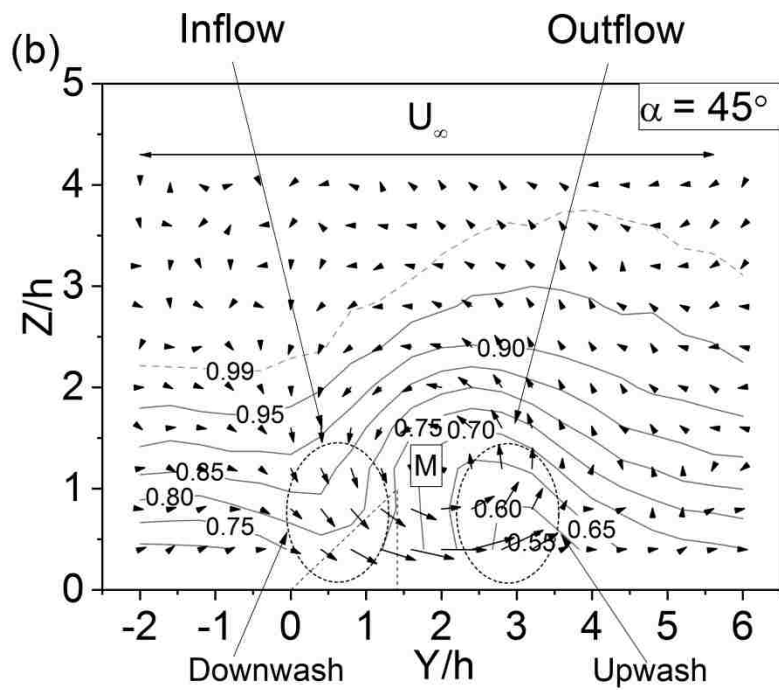 Inflow Outflow
(b)
α = 45°
U∞
5
4
3
2
1
0
Z/h
0.99
0.90
0.95
0.75 0.70
0.85
M
0.80
0.60
0.75
0.65
0.55
-2 -1 0 1 2 3 4 5 6
Downwash Y/h Upwash